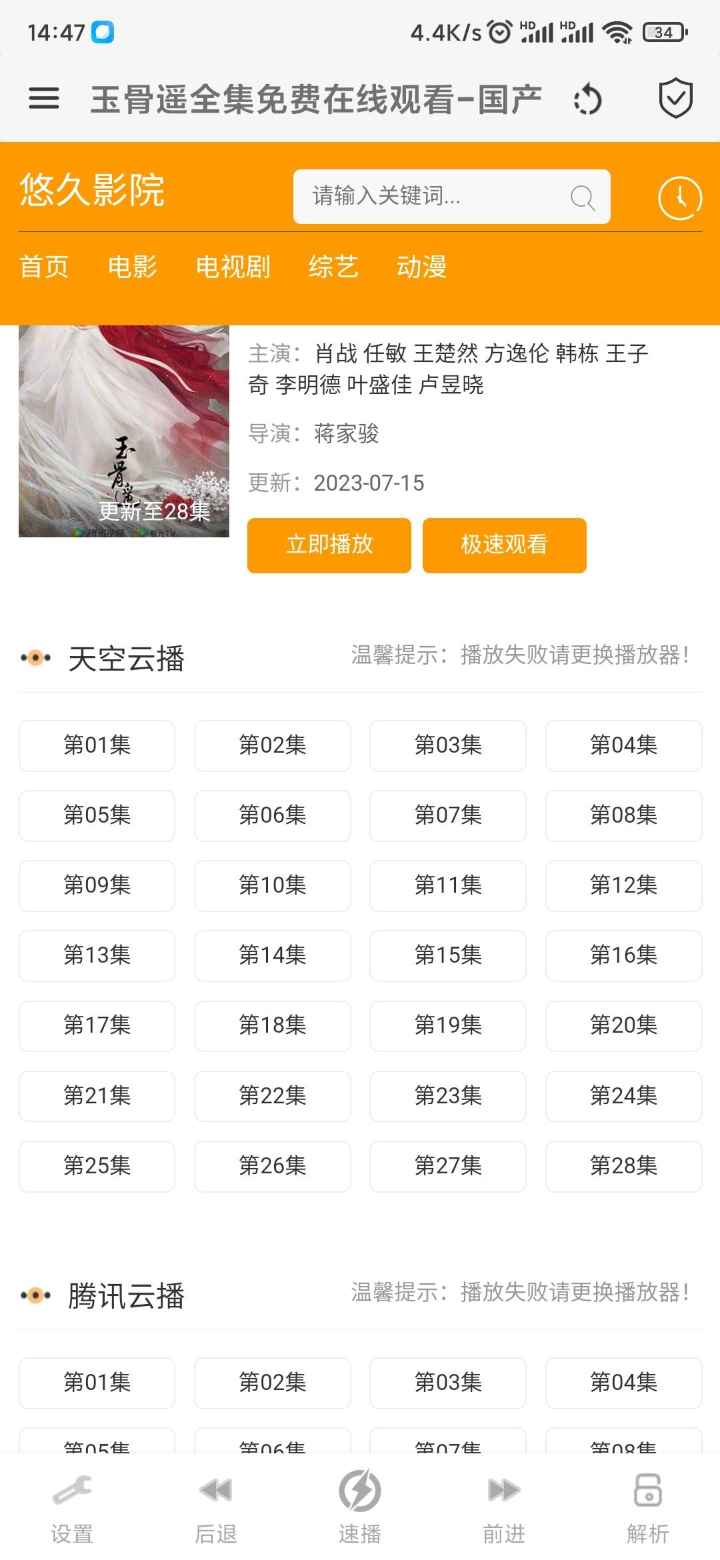 14:47 4.4K/s HD HD 34
玉骨遥全集免费在线观看-国产
悠久影院 请输入关键词...
首页 电影 电视剧 综艺 动漫
主演：肖战 任敏 王楚然 方逸伦 韩栋 王子
奇 李明德 叶盛佳 卢昱晓
导演：蒋家骏
更新：2023-07-15
玉骨遥
更新至28集
立即播放 极速观看
天空云播 温馨提示：播放失败请更换播放器！
第01集 第02集 第03集 第04集
第05集 第06集 第07集 第08集
第09集 第10集 第11集 第12集
第13集 第14集 第15集 第16集
第17集 第18集 第19集 第20集
第21集 第22集 第23集 第24集
第25集 第26集 第27集 第28集
腾讯云播 温馨提示：播放失败请更换播放器！
第01集 第02集 第03集 第04集
第05集 第06集 第07集 第08集
设置 后退 速播 前进 解析